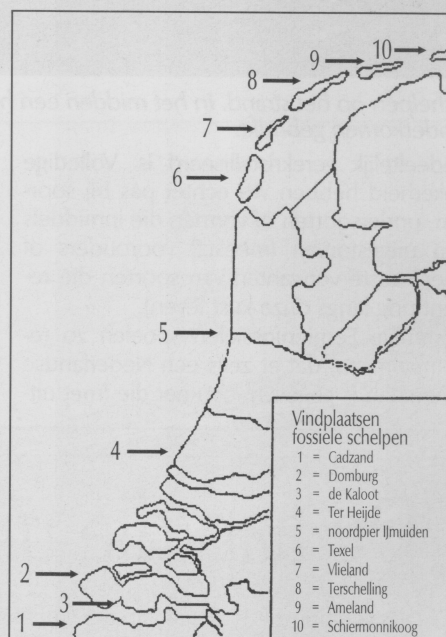 10
9
8
7
6
5
4
2
3
1
Vindplaatsen
fossiele schelpen
1 = Cadzand
2 = Domburg
3 = de Kaloot
4 = Ter Heijde
5 = noordpier IJmuiden
6 = Texel
7 = Vlieland
8 = Terschelling
9 = Ameland
10 = Schiermonnikoog